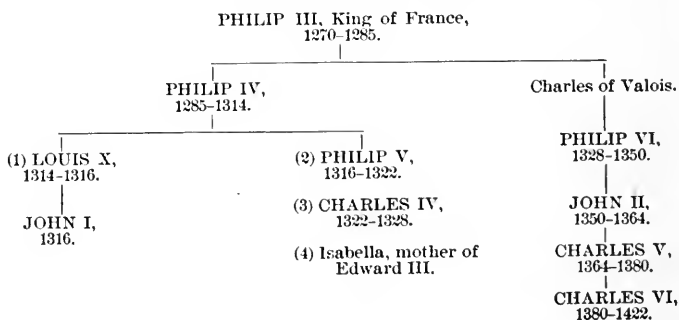 PHILIP III, King of France,
1270–1285.
PHILIP IV,
1285–1314.
Charles of Valois.
(1) LOUIS X,
1314–1316.
(2) PHILIP V,
1316–1322.
PHILIP VI,
1328–1350.
JOHN I,
1316.
(3) CHARLES IV,
1322–1328.
JOHN II,
1350–1364.
(4) Isabella, mother of
Edward III.
CHARLES V,
1364–1380.
CHARLES VI,
1380–1422.